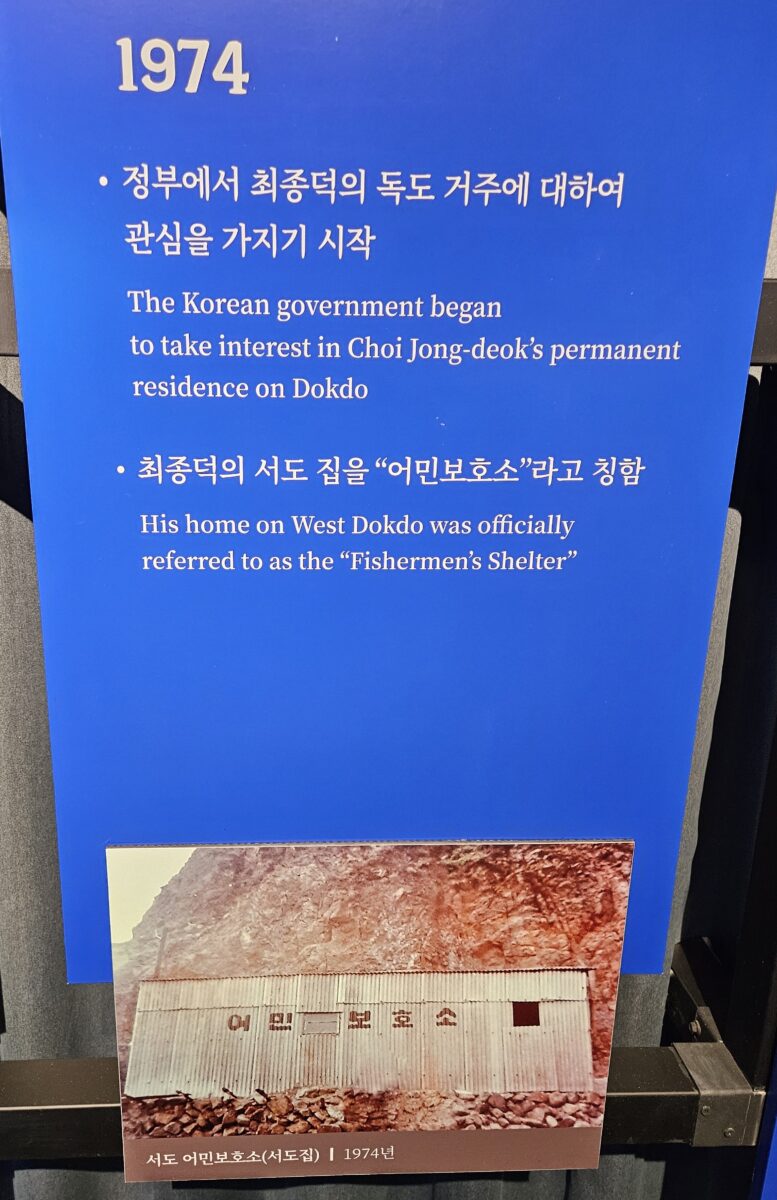 1974
• 정부에서 최종덕의 독도 거주에 대하여
관심을 가지기 시작
The Korean government began
to take interest in Choi Jong-deok’s permanent
residence on Dokdo
• 최종덕의 서도 집을 “어민보호소”라고 칭함
His home on West Dokdo was officially
referred to as the “Fishermen’s Shelter”
어민 보호소
서도 어민보호소(서도집) | 1974년